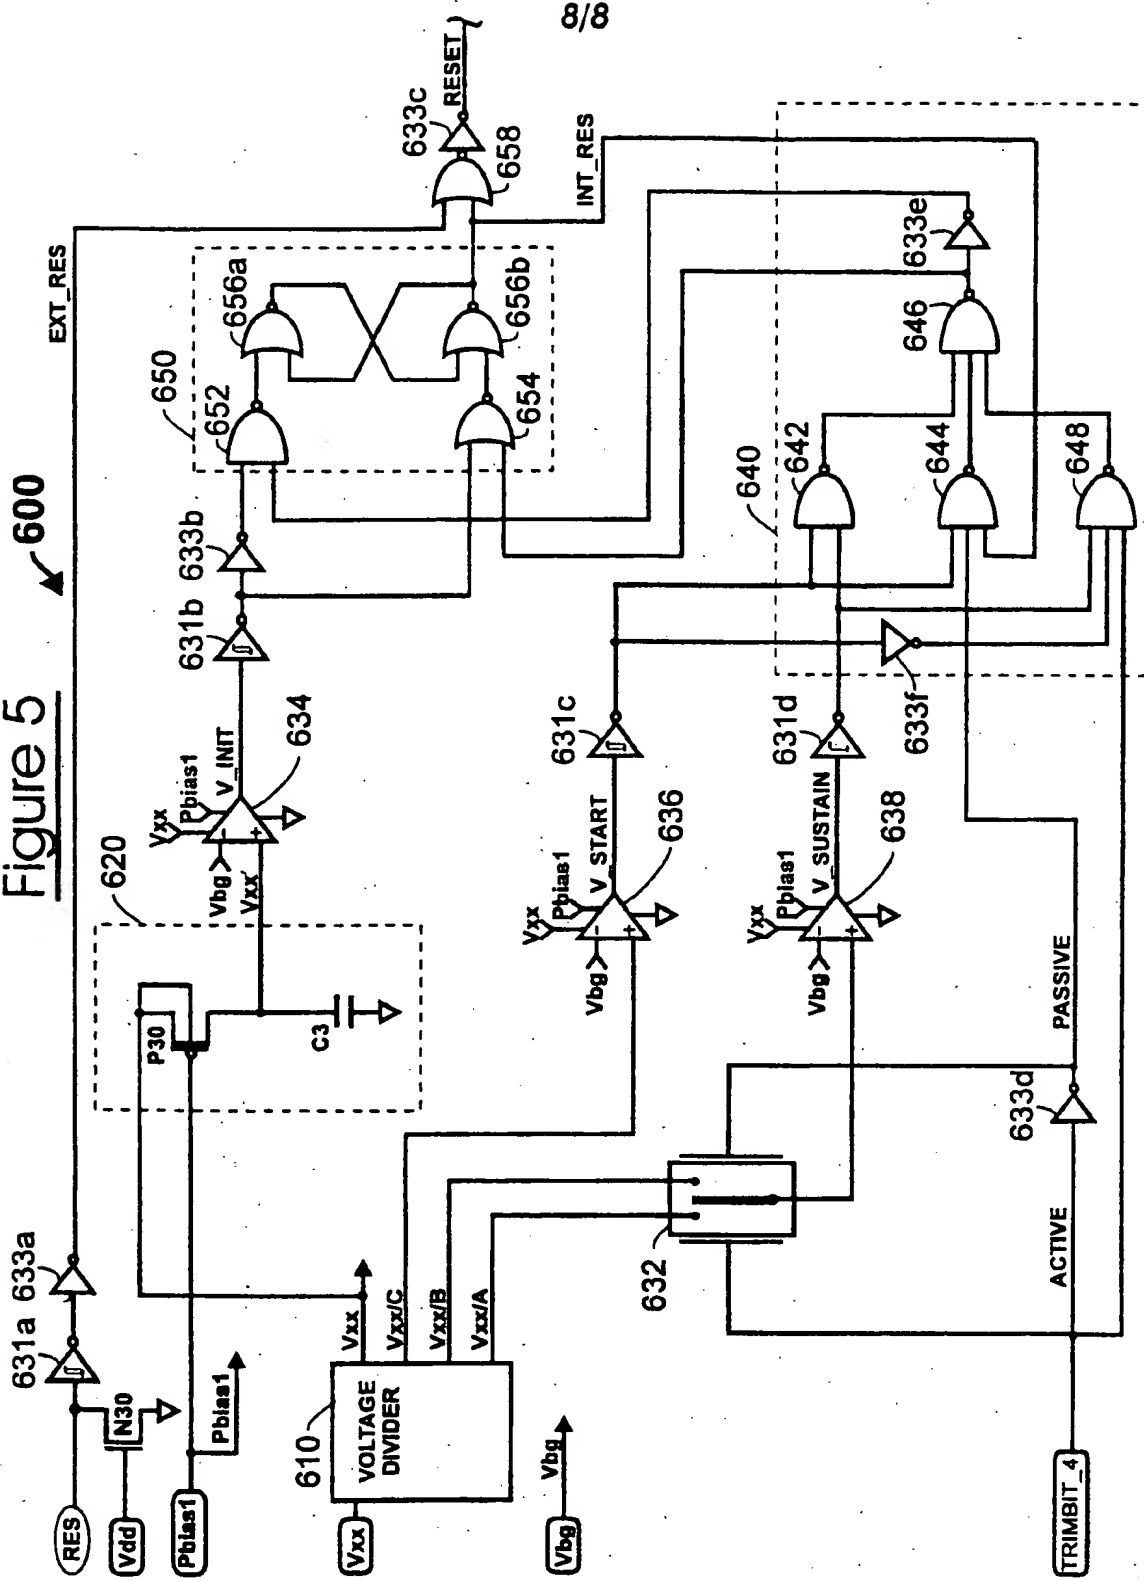 8/8
Figure 5
600
RES
631a
633a
EXT_RES
Vdd
N30
Pbias1
Pbias1
620
P30
C3
Vxx
Pbias1
Vbg
Vxx
V_INIT
634
631b
633b
650
652
654
656a
656b
658
633c
RESET
INT_RES
Vxx
610
VOLTAGE
DIVIDER
Vxx
Vxx/C
Vxx/B
Vxx/A
Vbg
Vbg
632
Vxx
Pbias1
Vbg
V_START
636
631c
Vxx
Pbias1
Vbg
V_SUSTAIN
638
631d
633f
640
642
644
648
646
633e
TRIMBIT_4
ACTIVE
633d
PASSIVE